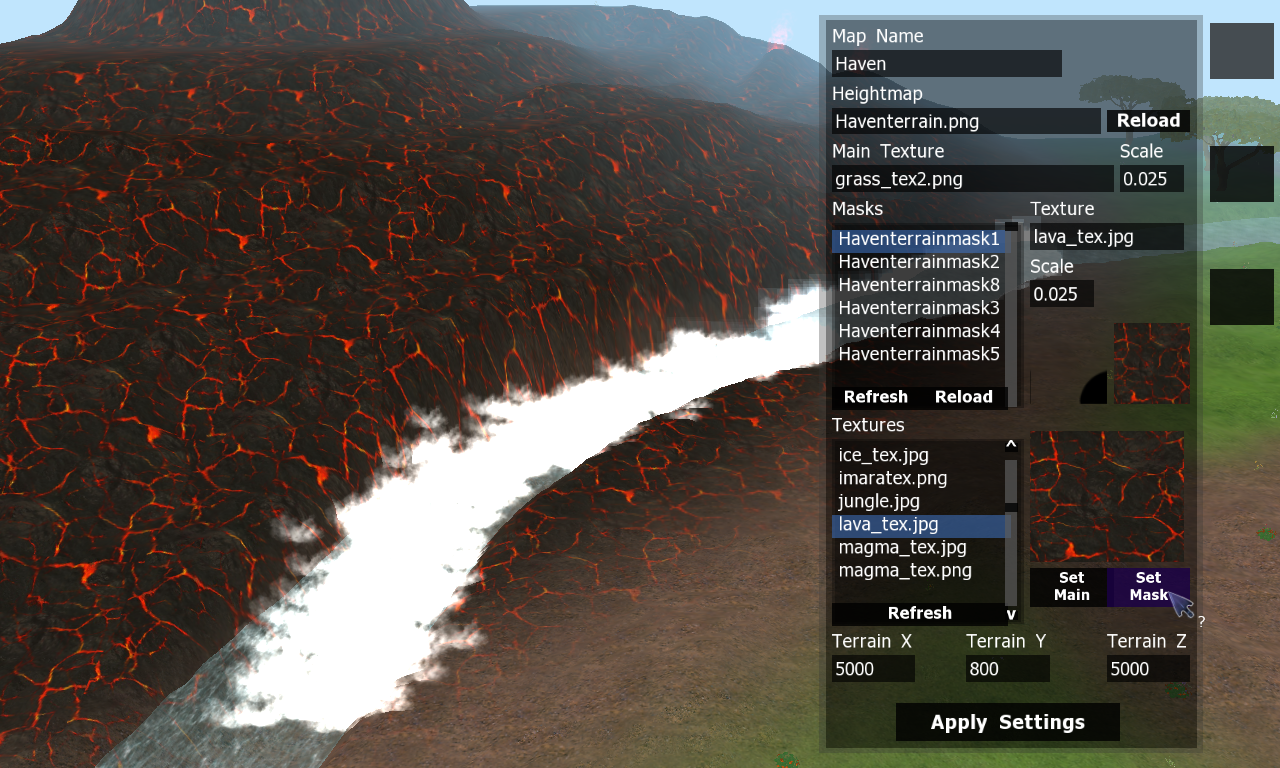 Map Name
Haven
Heightmap
Haventerrain.png Reload
Main Texture Scale
grass_tex2.png 0.025
Masks Texture
Haventerrainmask1 lava_tex.jpg
Haventerrainmask2 Scale
Haventerrainmask8 0.025
Haventerrainmask3
Haventerrainmask4
Haventerrainmask5
Refresh Reload
Textures
ice_tex.jpg ^
imaratex.png
jungle.jpg
lava_tex.jpg
magma_tex.jpg
magma_tex.png
Set Main Set Mask
Refresh v ?
Terrain X Terrain Y Terrain Z
5000 800 5000
Apply Settings